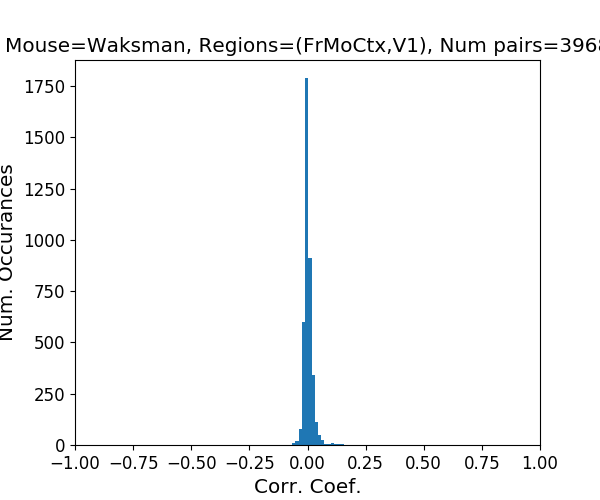 Mouse=Waksman, Regions=(FrMoCtx,V1), Num pairs=3968
Num. Occurances
1750
1500
1250
1000
750
500
250
0
−1.00 −0.75 −0.50 −0.25 0.00 0.25 0.50 0.75 1.00
Corr. Coef.